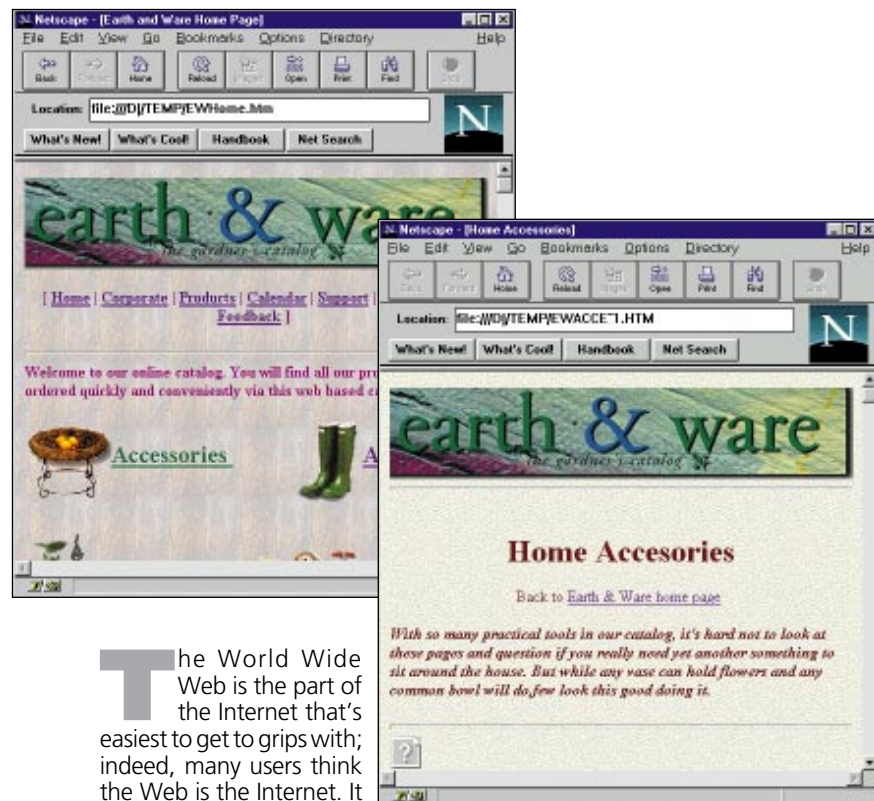 Netscape - [Earth and Ware Home Page]
File Edit View Go Bookmarks Options Directory Help
Back Forward Home Reload Images Open Print Find Stop
Location: file:///D|/TEMP/EWHome.htm
What's New! What's Cool! Handbook Net Search
N
earth & ware
the gardner's catalog
[ Home | Corporate | Products | Calendar | Support |
Feedback ]
Welcome to our online catalog. You will find all our pro
ordered quickly and conveniently via this web based c
Accessories A
Netscape - [Home Accessories]
File Edit View Go Bookmarks Options Directory Help
Back Forward Home Reload Images Open Print Find Stop
Location: file:///D|/TEMP/EWACCE~1.HTM
What's New! What's Cool! Handbook Net Search
N
earth & ware
the gardner's catalog
Home Accesories
Back to Earth & Ware home page
With so many practical tools in our catalog, it's hard not to look at
these pages and question if you really need yet another something to
sit around the house. But while any vase can hold flowers and any
common bowl will do,few look this good doing it.
The World Wide
Web is the part of
the Internet that's
easiest to get to grips with;
indeed, many users think
the Web is the Internet. It